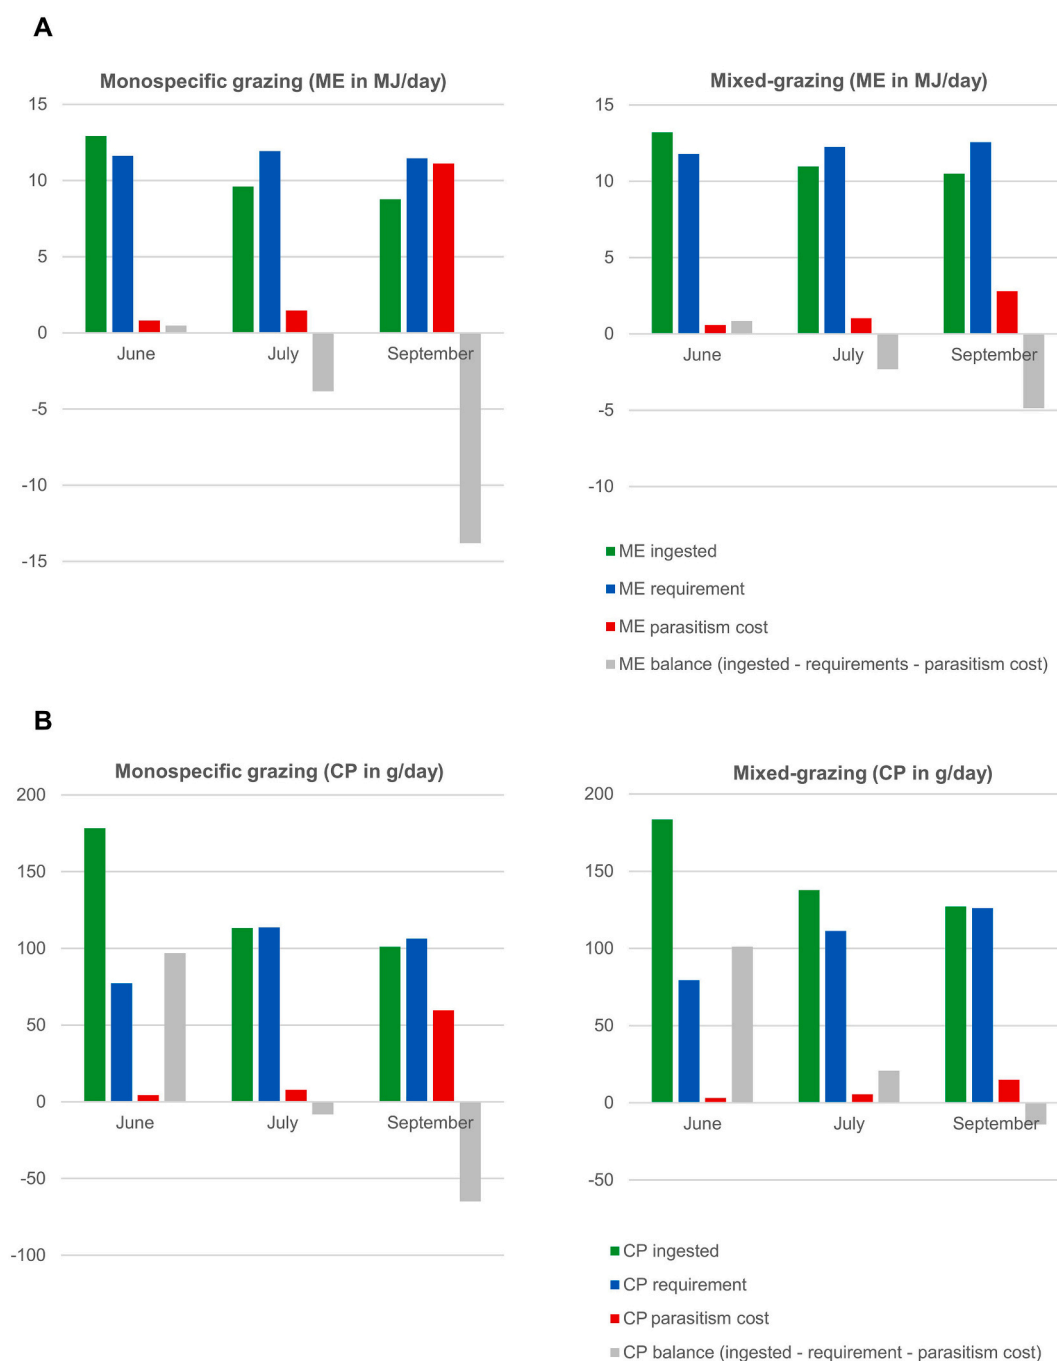 A
Monospecific grazing (ME in MJ/day)
15
10
5
0
-5
-10
-15
June
July
September
Mixed-grazing (ME in MJ/day)
15
10
5
0
-5
-10
June
July
September
ME ingested
ME requirement
ME parasitism cost
ME balance (ingested - requirements - parasitism cost)
B
Monospecific grazing (CP in g/day)
200
150
100
50
0
-50
-100
June
July
September
Mixed-grazing (CP in g/day)
200
150
100
50
0
-50
June
July
September
CP ingested
CP requirement
CP parasitism cost
CP balance (ingested - requirement - parasitism cost)